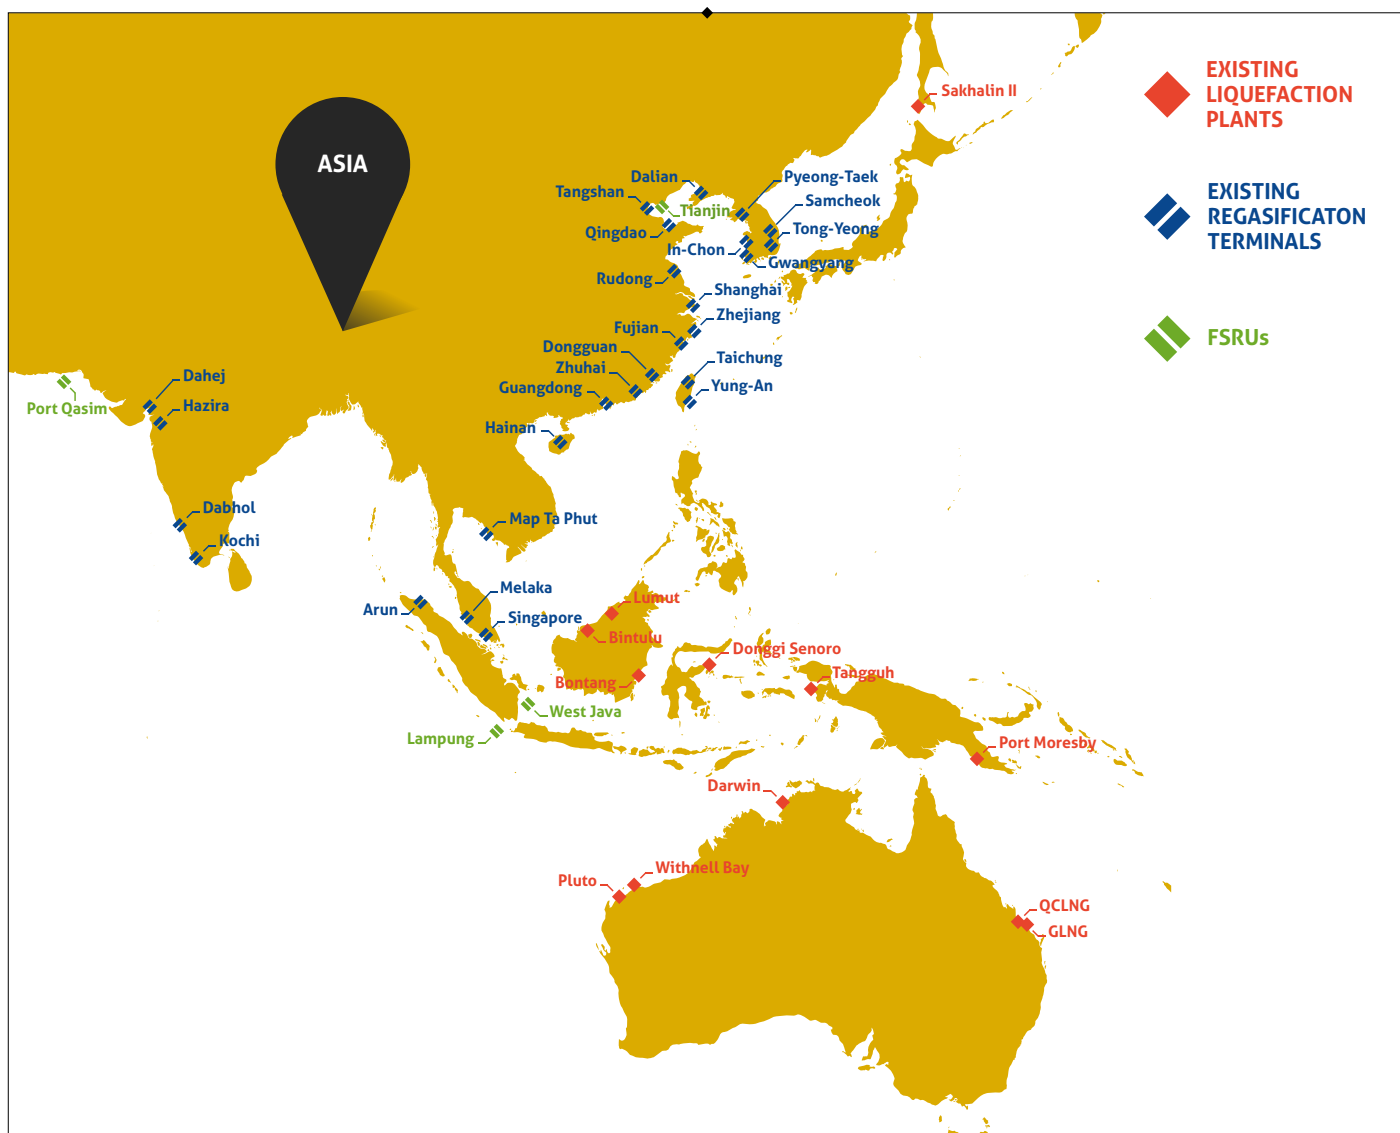 Sakhalin II
EXISTING
LIQUEFACTION
PLANTS
ASIA
Dalian
Pyeong-Taek
Tangshan
Samcheok
Tianjin
Qingdao
Tong-Yeong
In-Chon
Gwangyang
Rudong
EXISTING
REGASIFICATON
TERMINALS
Shanghai
Zhejiang
Fujian
FSRUs
Dongguan
Taichung
Zhuhai
Yung-An
Guangdong
Dahej
Hazira
Port Qasim
Hainan
Dabhol
Map Ta Phut
Kochi
Melaka
Arun
Singapore
Lumut
Bintulu
Donggi Senoro
Bontang
Tangguh
West Java
Lampung
Port Moresby
Darwin
Withnell Bay
Pluto
QCLNG
GLNG